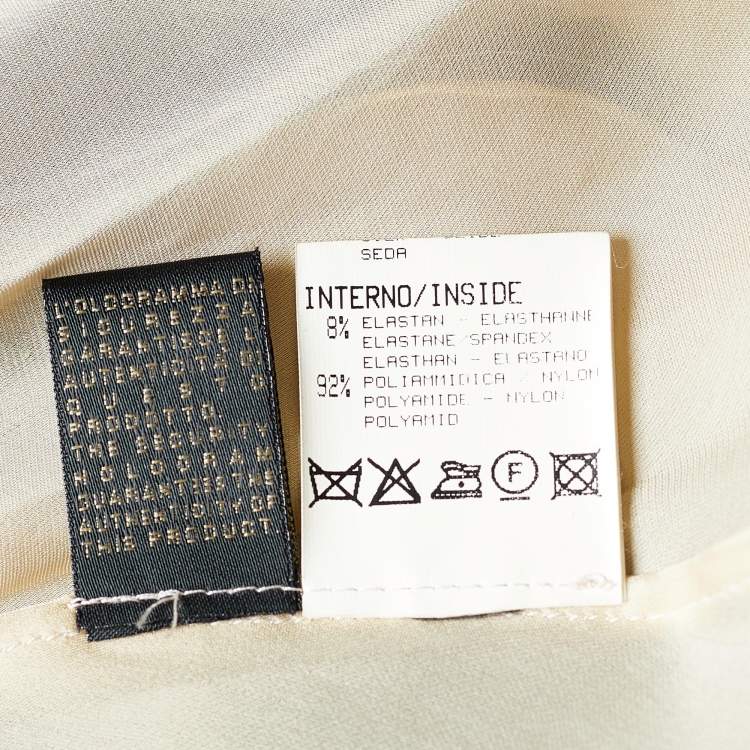 L'OLOGRAMMA DI
SICUREZZA
GARANTISCE L'
AUTENTICITÀ DI
QUESTO
PRODOTTO.
THE SECURITY
HOLOGRAM
GUARANTIES THE
AUTHENTICITY OF
THIS PRODUCT
SEDA
INTERNO/INSIDE
8% ELASTAN - ELASTHANNE
ELASTANE/SPANDEX
ELASTHAN - ELASTANO
92% POLIAMMIDICA / NYLON
POLYAMIDE - NYLON
POLYAMID
F